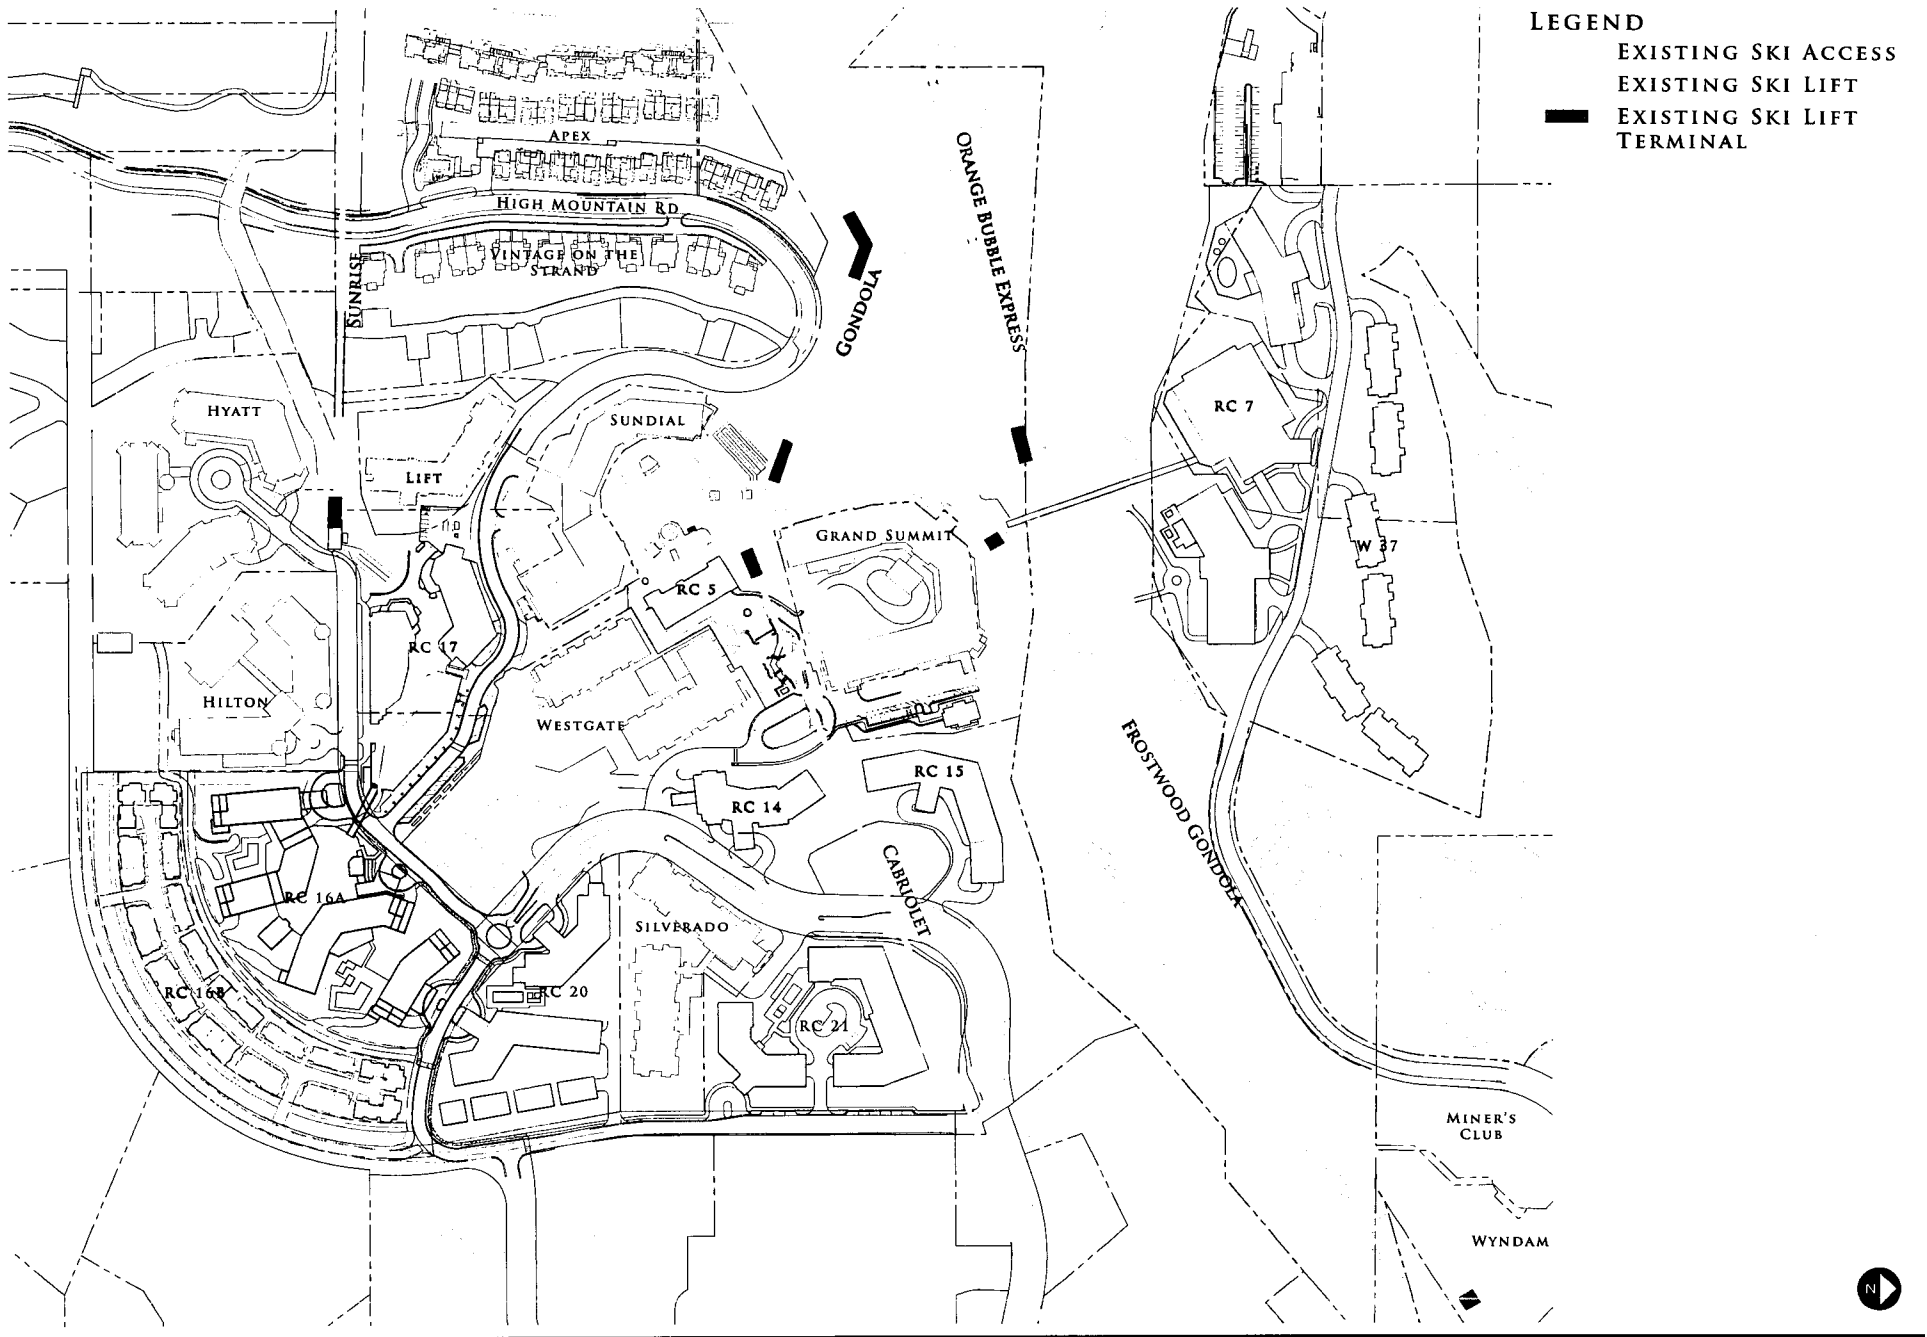 LEGEND
EXISTING SKI ACCESS
EXISTING SKI LIFT
EXISTING SKI LIFT
TERMINAL
APEX
HIGH MOUNTAIN RD
VINTAGE ON THE
STRAND
SUNRISE
GONDOLA
ORANGE BUBBLE EXPRESS
HYATT
LIFT
SUNDIAL
RC 7
GRAND SUMMIT
W 37
RC 5
RC 17
HILTON
WESTGATE
FROSTWOOD GONDOLA
RC 15
RC 14
CABRIOLET
RC 16A
SILVERADO
RC 16B
RC 20
RC 21
MINER'S
CLUB
WYNDAM
N